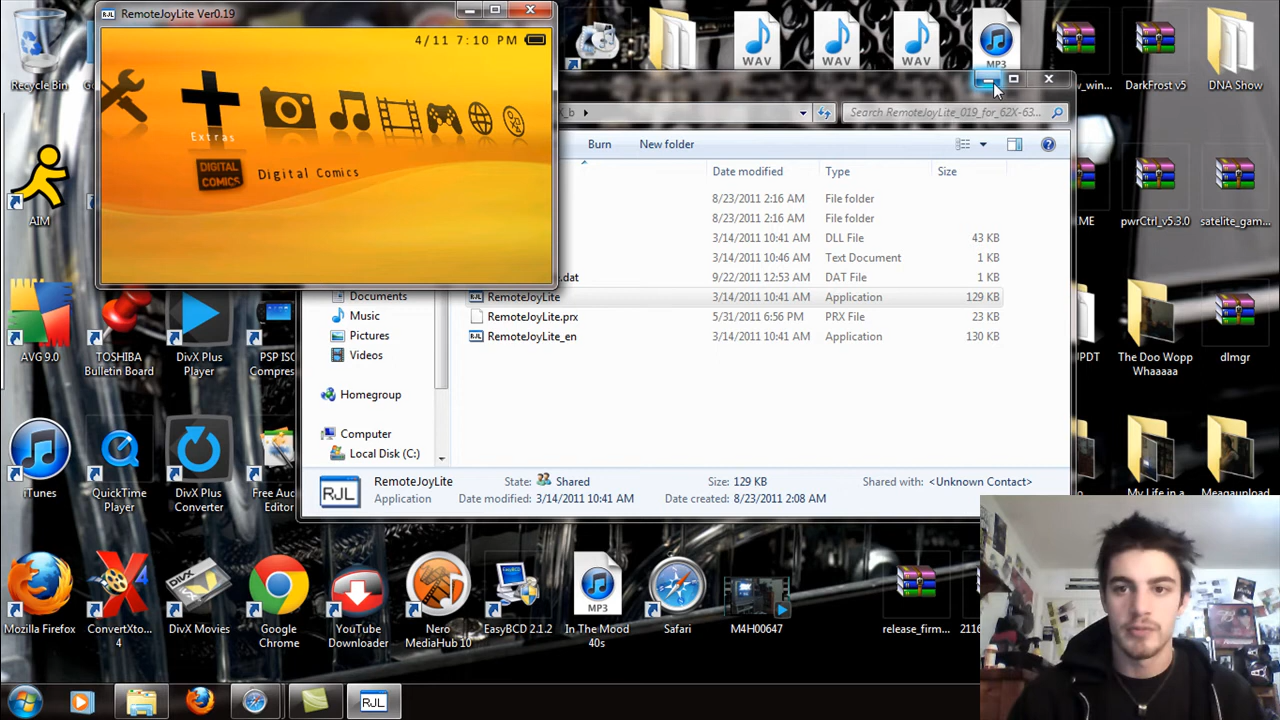 RemoteJoyLite Ver0.19
4/11 7:10 PM
Extras
DIGITAL
COMICS
Digital Comics
Recycle Bin
AIM
AVG 9.0
TOSHIBA
Bulletin Board
DivX Plus
Player
PSP ISO
Compres...
iTunes
QuickTime
Player
DivX Plus
Converter
Free Aud
Editor
Mozilla Firefox
ConvertXto...
4
DivX Movies
Google
Chrome
YouTube
Downloader
Nero
MediaHub 10
EasyBCD 2.1.2
In The Mood
40s
MP3
Safari
M4H00647
release_firm...
WAV
WAV
WAV
MP3
DarkFrost v5
DNA Show
pwrCtrl_v5.3.0
satelite_gam...
The Doo Wopp
Whaaaaa
dlmgr
Search RemoteJoyLite_019_for_62X-63...
Burn
New folder
Date modified
Type
Size
8/23/2011 2:16 AM
File folder
8/23/2011 2:16 AM
File folder
3/14/2011 10:41 AM
DLL File
43 KB
3/14/2011 10:46 AM
Text Document
1 KB
.dat
9/22/2011 12:53 AM
DAT File
1 KB
RemoteJoyLite
3/14/2011 10:41 AM
Application
129 KB
RemoteJoyLite.prx
5/31/2011 6:56 PM
PRX File
23 KB
RemoteJoyLite_en
3/14/2011 10:41 AM
Application
130 KB
Documents
Music
Pictures
Videos
Homegroup
Computer
Local Disk (C:)
RJL
RemoteJoyLite
State:
Shared
Size: 129 KB
Shared with: <Unknown Contact>
Application
Date modified: 3/14/2011 10:41 AM
Date created: 8/23/2011 2:08 AM
RJL